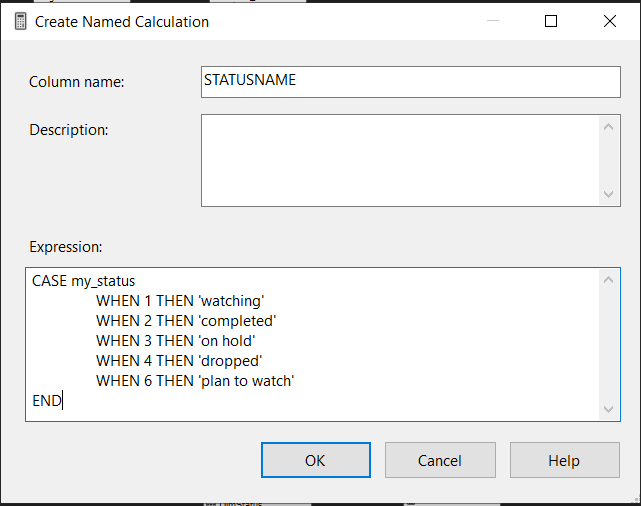 Create Named Calculation
Column name:
STATUSNAME
Description:
Expression:
CASE my_status
WHEN 1 THEN 'watching'
WHEN 2 THEN 'completed'
WHEN 3 THEN 'on hold'
WHEN 4 THEN 'dropped'
WHEN 6 THEN 'plan to watch'
END
OK
Cancel
Help